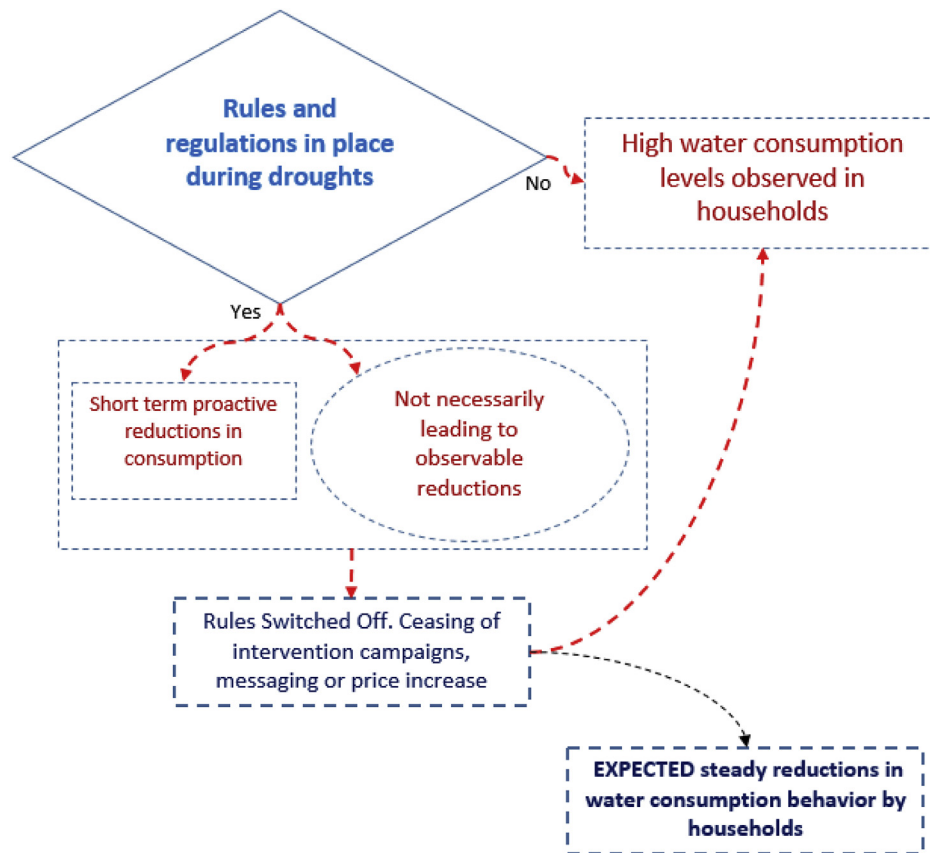 Rules and
regulations in place
during droughts
No
High water consumption
levels observed in
households
Yes
Short term proactive
reductions in
consumption
Not necessarily
leading to
observable
reductions
Rules Switched Off. Ceasing of
intervention campaigns,
messaging or price increase
EXPECTED steady reductions in
water consumption behavior by
households